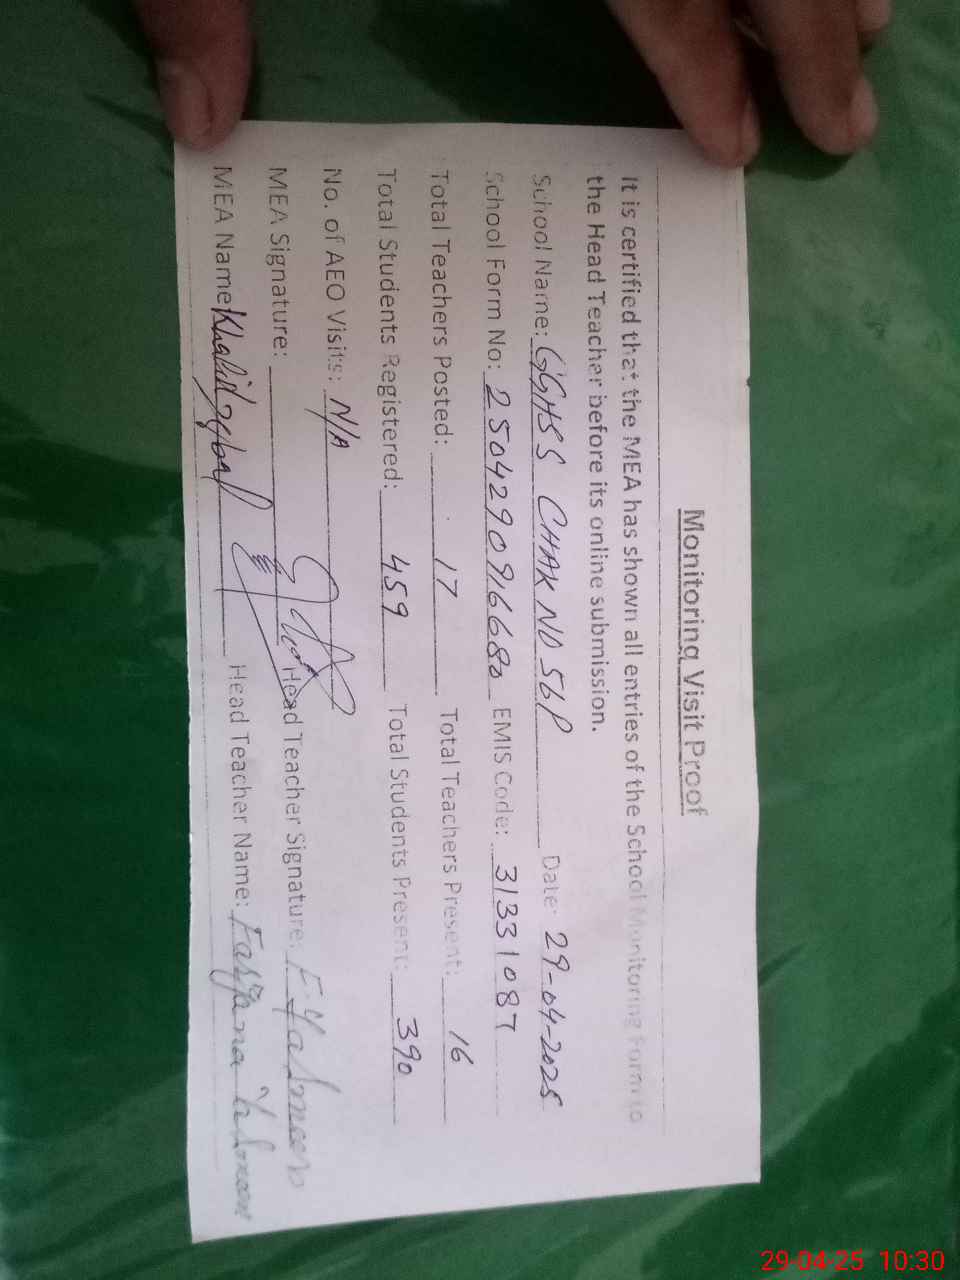 Monitoring Visit Proof
It is certified that the MEA has shown all entries of the School Monitoring Form to
the Head Teacher before its online submission.
School Name: GGHSS CHAK NO 56P Date: 29-04-2025
School Form No: 2504290916680 EMIS Code: 31331087
Total Teachers Posted: 17 Total Teachers Present: 16
Total Students Registered: 459 Total Students Present: 390
No. of AEO Visits: N/A
MEA Signature: Head Teacher Signature: F. Yasmeen
MEA Name Khalil Iqbal Head Teacher Name: Farzana Yasmeen
29-04-25 10:30